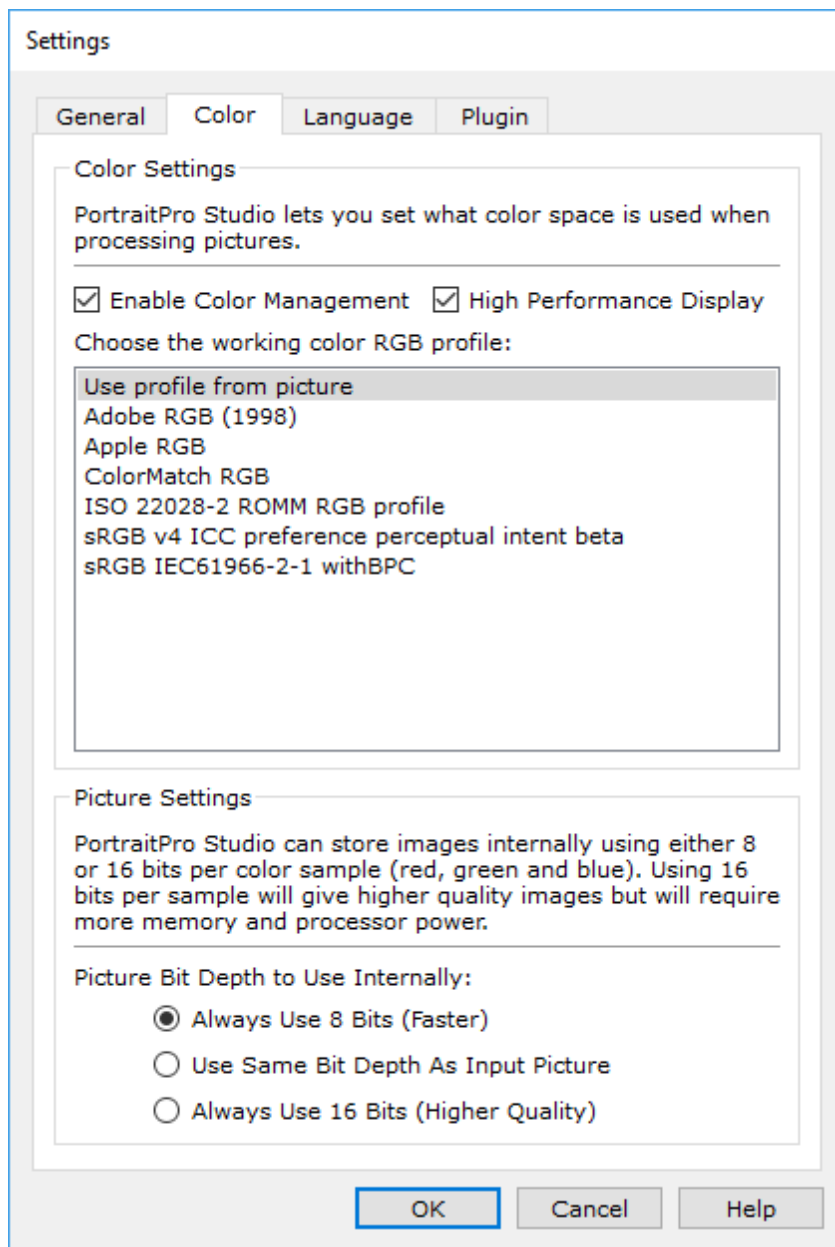 Settings
General Color Language Plugin
Color Settings
PortraitPro Studio lets you set what color space is used when
processing pictures.
Enable Color Management High Performance Display
Choose the working color RGB profile:
Use profile from picture
Adobe RGB (1998)
Apple RGB
ColorMatch RGB
ISO 22028-2 ROMM RGB profile
sRGB v4 ICC preference perceptual intent beta
sRGB IEC61966-2-1 withBPC
Picture Settings
PortraitPro Studio can store images internally using either 8
or 16 bits per color sample (red, green and blue). Using 16
bits per sample will give higher quality images but will require
more memory and processor power.
Picture Bit Depth to Use Internally:
Always Use 8 Bits (Faster)
Use Same Bit Depth As Input Picture
Always Use 16 Bits (Higher Quality)
OK Cancel Help